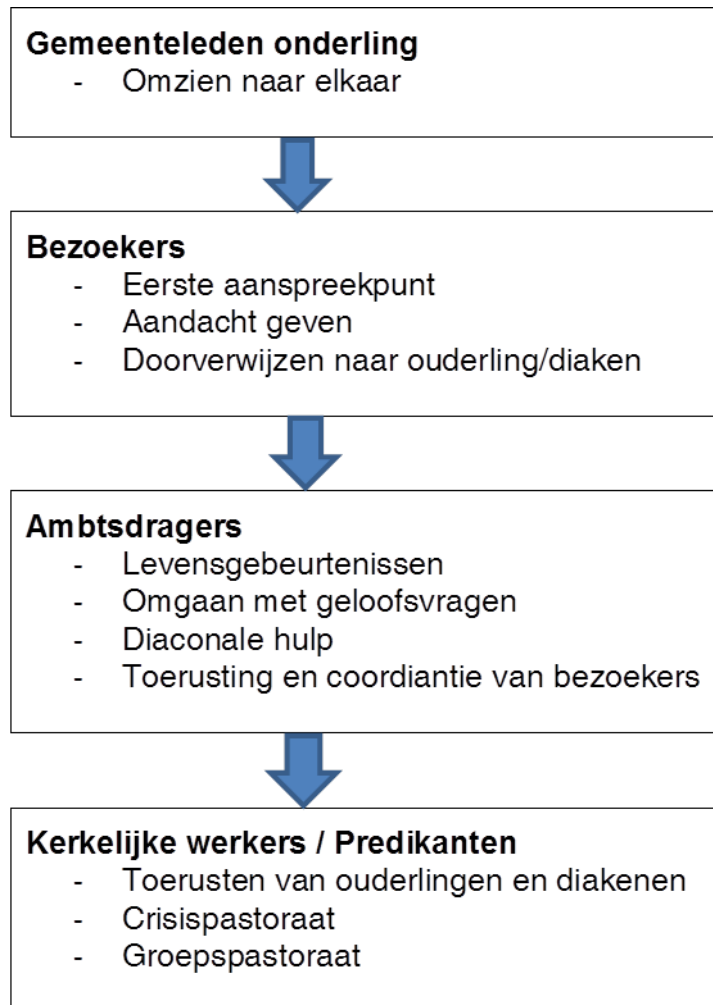 Gemeenteleden onderling
- Omzien naar elkaar
Bezoekers
- Eerste aanspreekpunt
- Aandacht geven
- Doorverwijzen naar ouderling/diaken
Ambtsdragers
- Levensgebeurtenissen
- Omgaan met geloofsvragen
- Diaconale hulp
- Toerusting en coordiantie van bezoekers
Kerkelijke werkers / Predikanten
- Toerusten van ouderlingen en diakenen
- Crisispastoraat
- Groepspastoraat